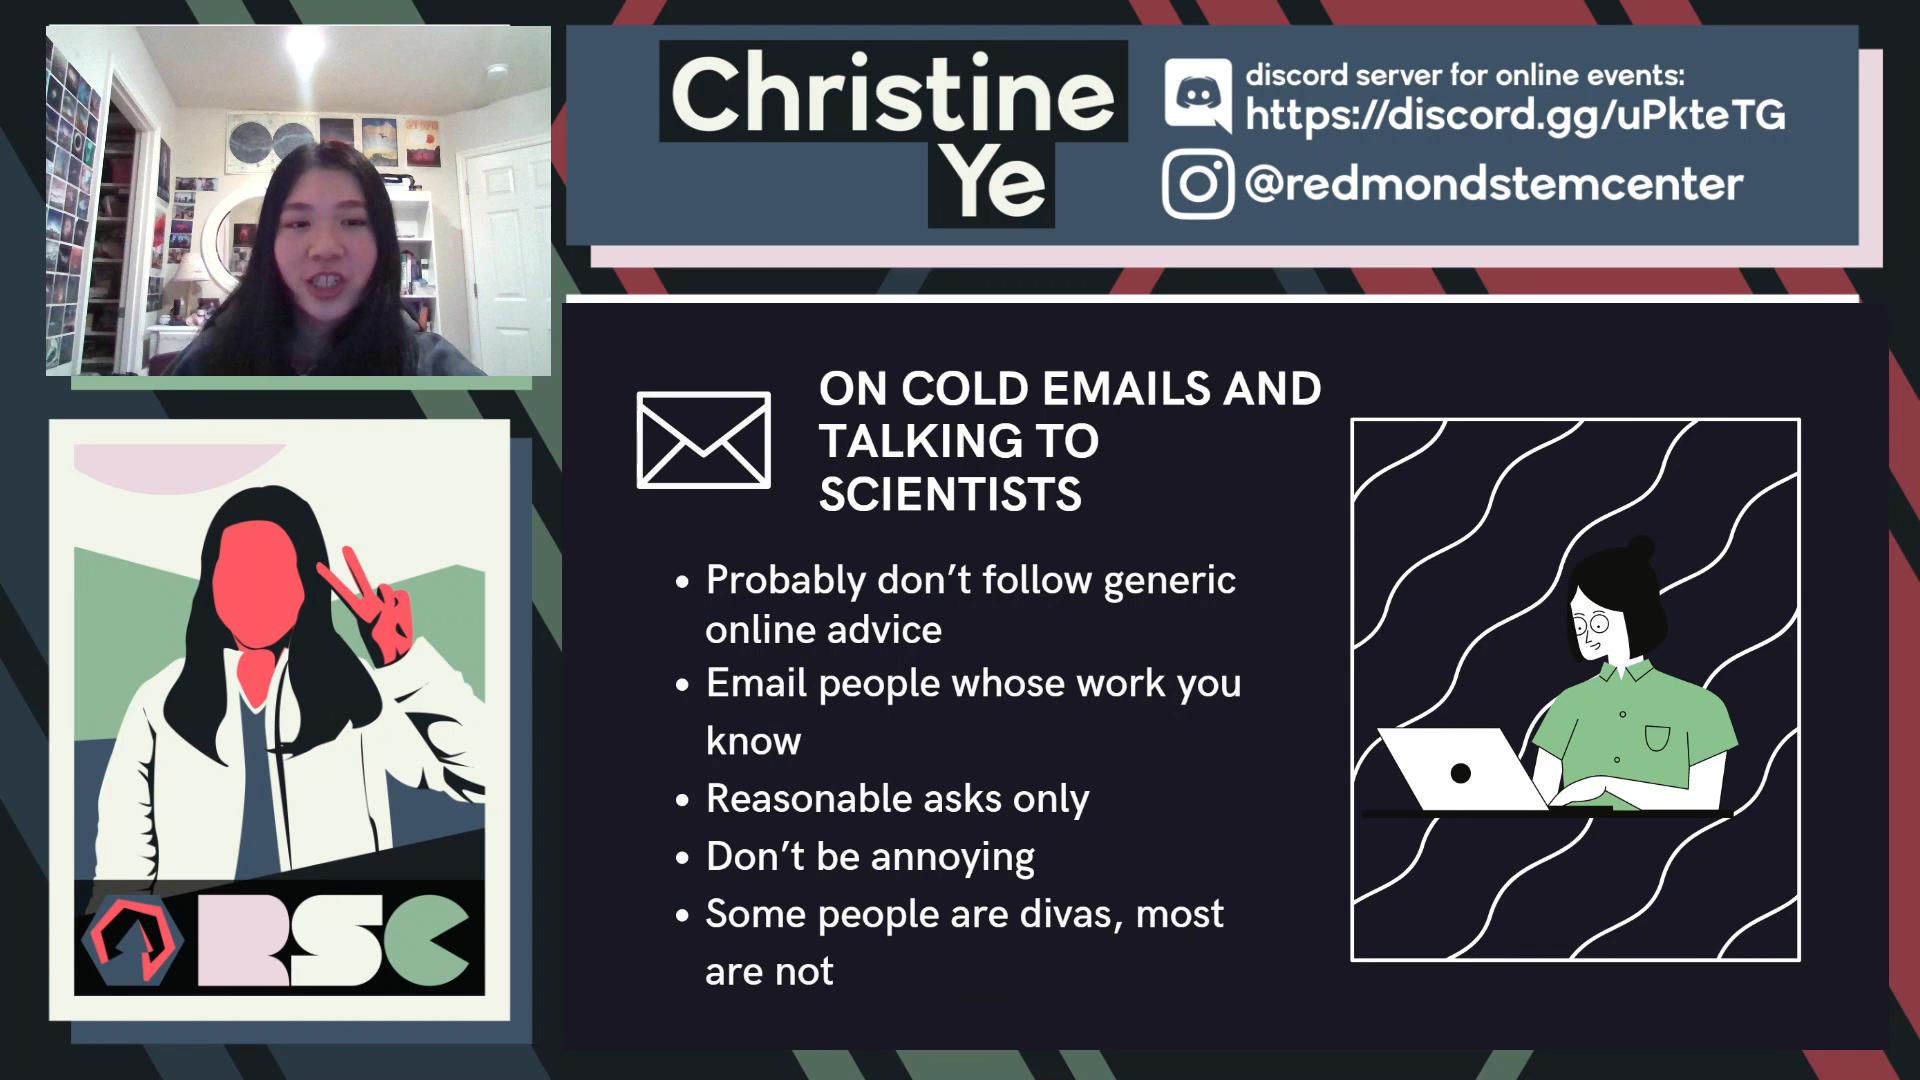 Christine
Ye
discord server for online events:
https://discord.gg/uPkteTG
@redmondstemcenter
ON COLD EMAILS AND
TALKING TO
SCIENTISTS
• Probably don’t follow generic
online advice
• Email people whose work you
know
• Reasonable asks only
• Don’t be annoying
• Some people are divas, most
are not
RSC